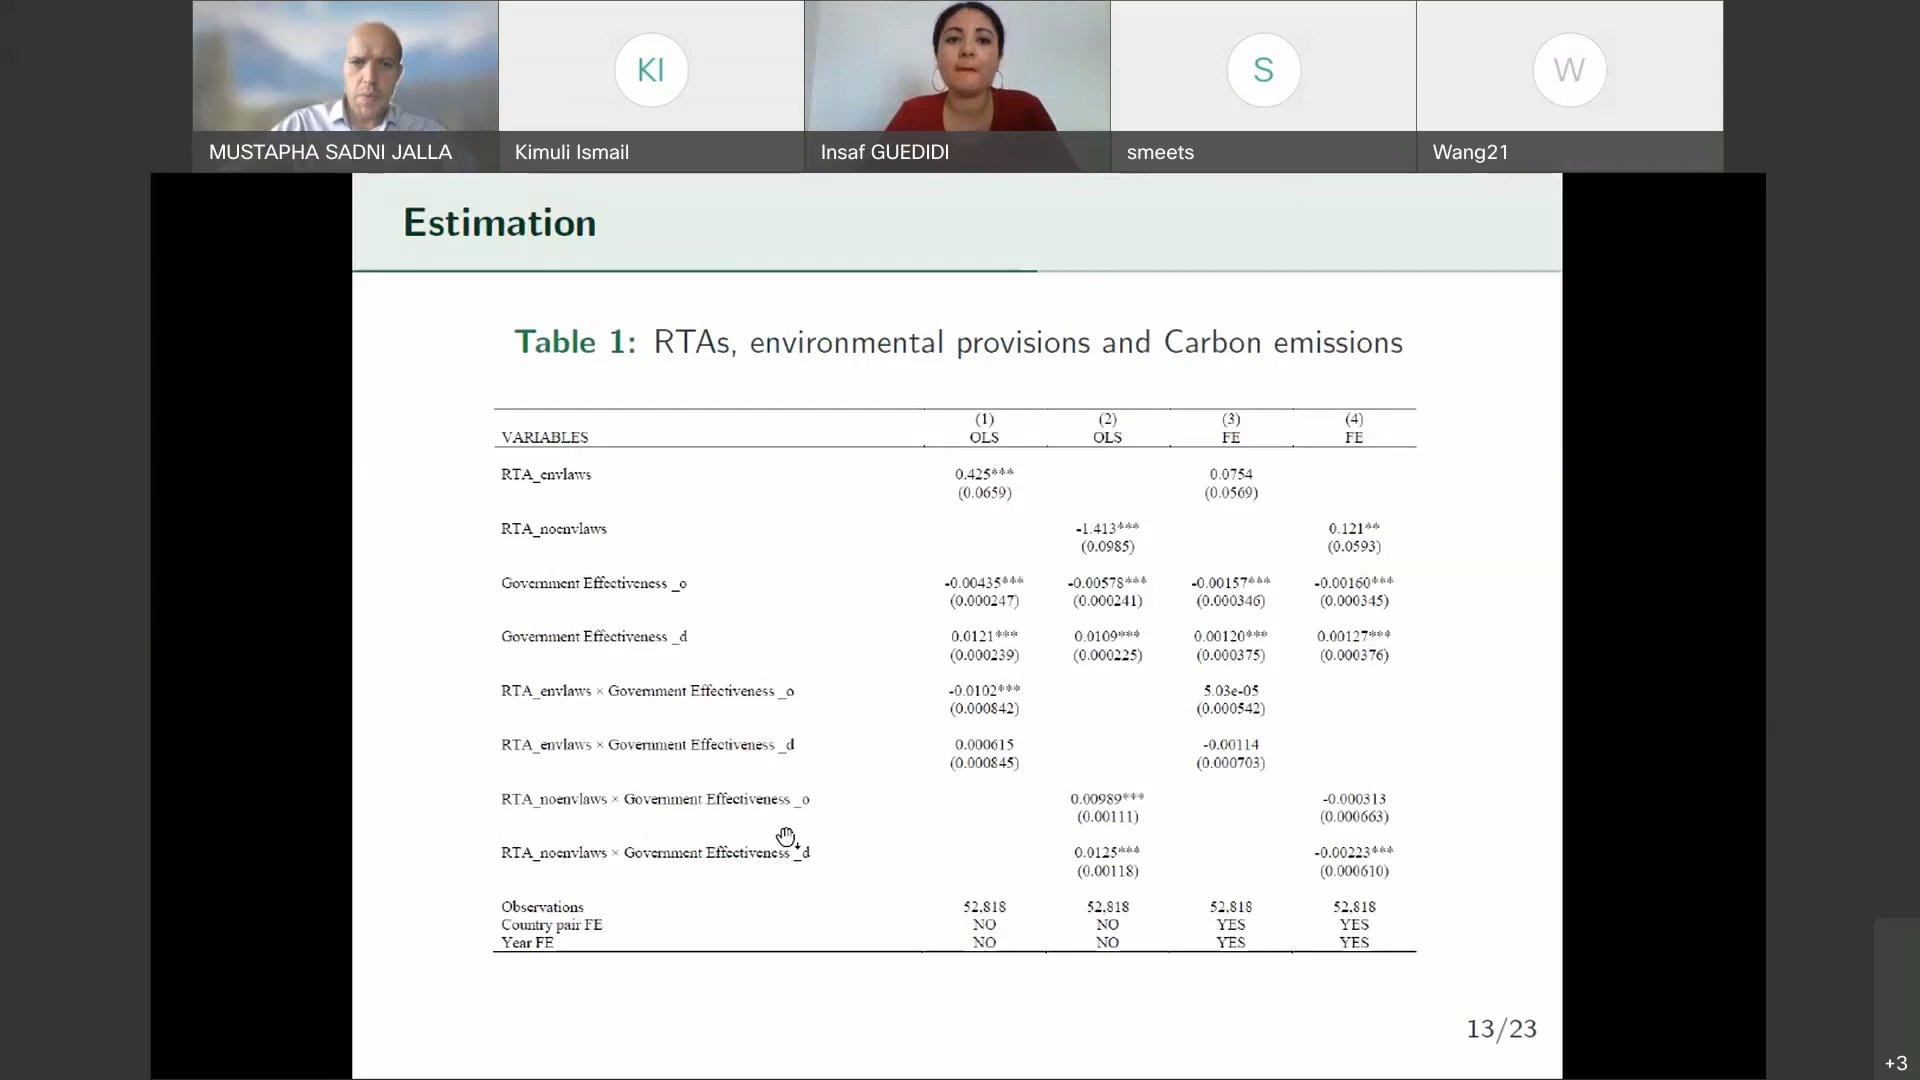 KI
S
W
MUSTAPHA SADNI JALLA
Kimuli Ismail
Insaf GUEDIDI
smeets
Wang21
Estimation
Table 1: RTAs, environmental provisions and Carbon emissions
(1) (2) (3) (4)
VARIABLES OLS OLS FE FE
RTA_envlaws 0.425*** 0.0754
(0.0659) (0.0569)
RTA_noenvlaws -1.413*** 0.121**
(0.0985) (0.0593)
Government Effectiveness _o -0.00435*** -0.00578*** -0.00157*** -0.00160***
(0.000247) (0.000241) (0.000346) (0.000345)
Government Effectiveness _d 0.0121*** 0.0109*** 0.00120*** 0.00127***
(0.000239) (0.000225) (0.000375) (0.000376)
RTA_envlaws × Government Effectiveness _o -0.0102*** 5.03e-05
(0.000842) (0.000542)
RTA_envlaws × Government Effectiveness _d 0.000615 -0.00114
(0.000845) (0.000703)
RTA_noenvlaws × Government Effectiveness _o 0.00989*** -0.000313
(0.00111) (0.000663)
RTA_noenvlaws × Government Effectiveness _d 0.0125*** -0.00223***
(0.00118) (0.000610)
Observations 52,818 52,818 52,818 52,818
Country pair FE NO NO YES YES
Year FE NO NO YES YES
13/23
+3